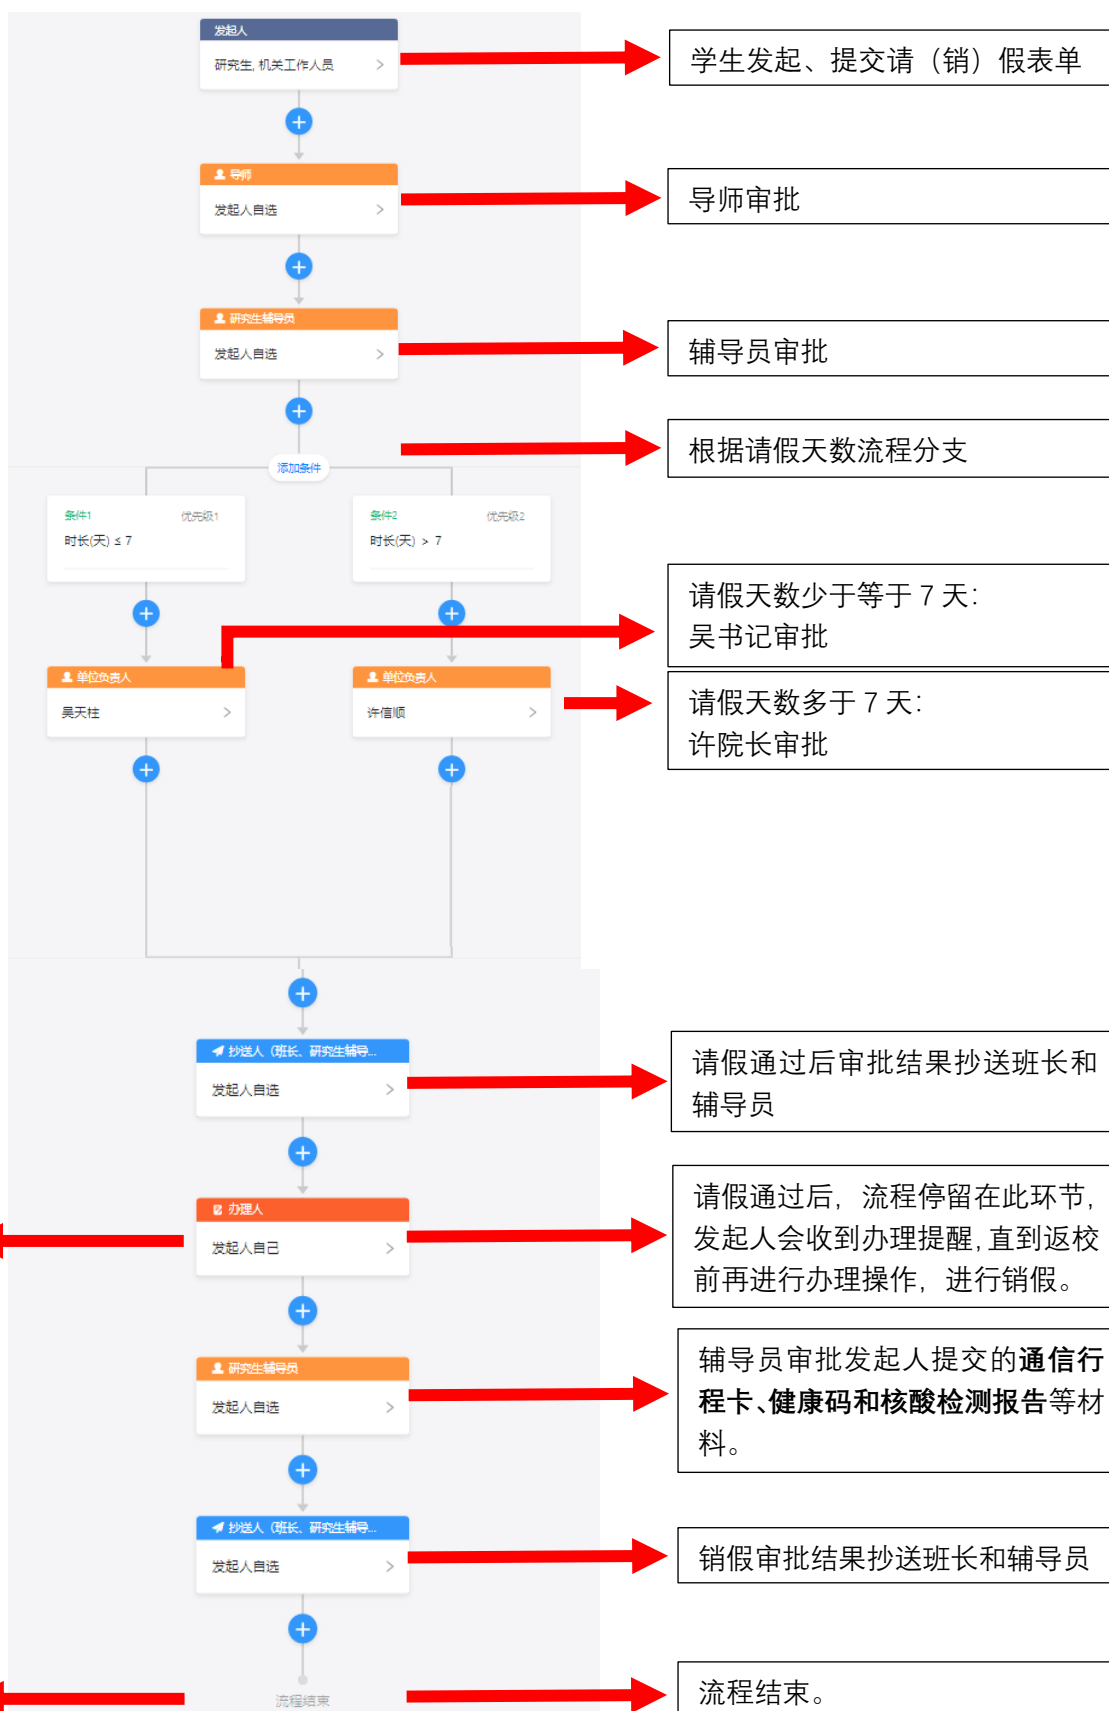 发起人
研究生, 机关工作人员
学生发起、提交请（销）假表单
导师
发起人自选
导师审批
研究生辅导员
发起人自选
辅导员审批
根据请假天数流程分支
添加条件
条件1 优先级1
时长(天) ≤ 7
条件2 优先级2
时长(天) > 7
请假天数少于等于 7 天：
吴书记审批
单位负责人
吴天柱
单位负责人
许信顺
请假天数多于 7 天：
许院长审批
抄送人（班长、研究生辅导...
发起人自选
请假通过后审批结果抄送班长和
辅导员
办理人
发起人自己
请假通过后，流程停留在此环节，
发起人会收到办理提醒，直到返校
前再进行办理操作，进行销假。
研究生辅导员
发起人自选
辅导员审批发起人提交的通信行
程卡、健康码和核酸检测报告等材
料。
抄送人（班长、研究生辅导...
发起人自选
销假审批结果抄送班长和辅导员
流程结束
流程结束。